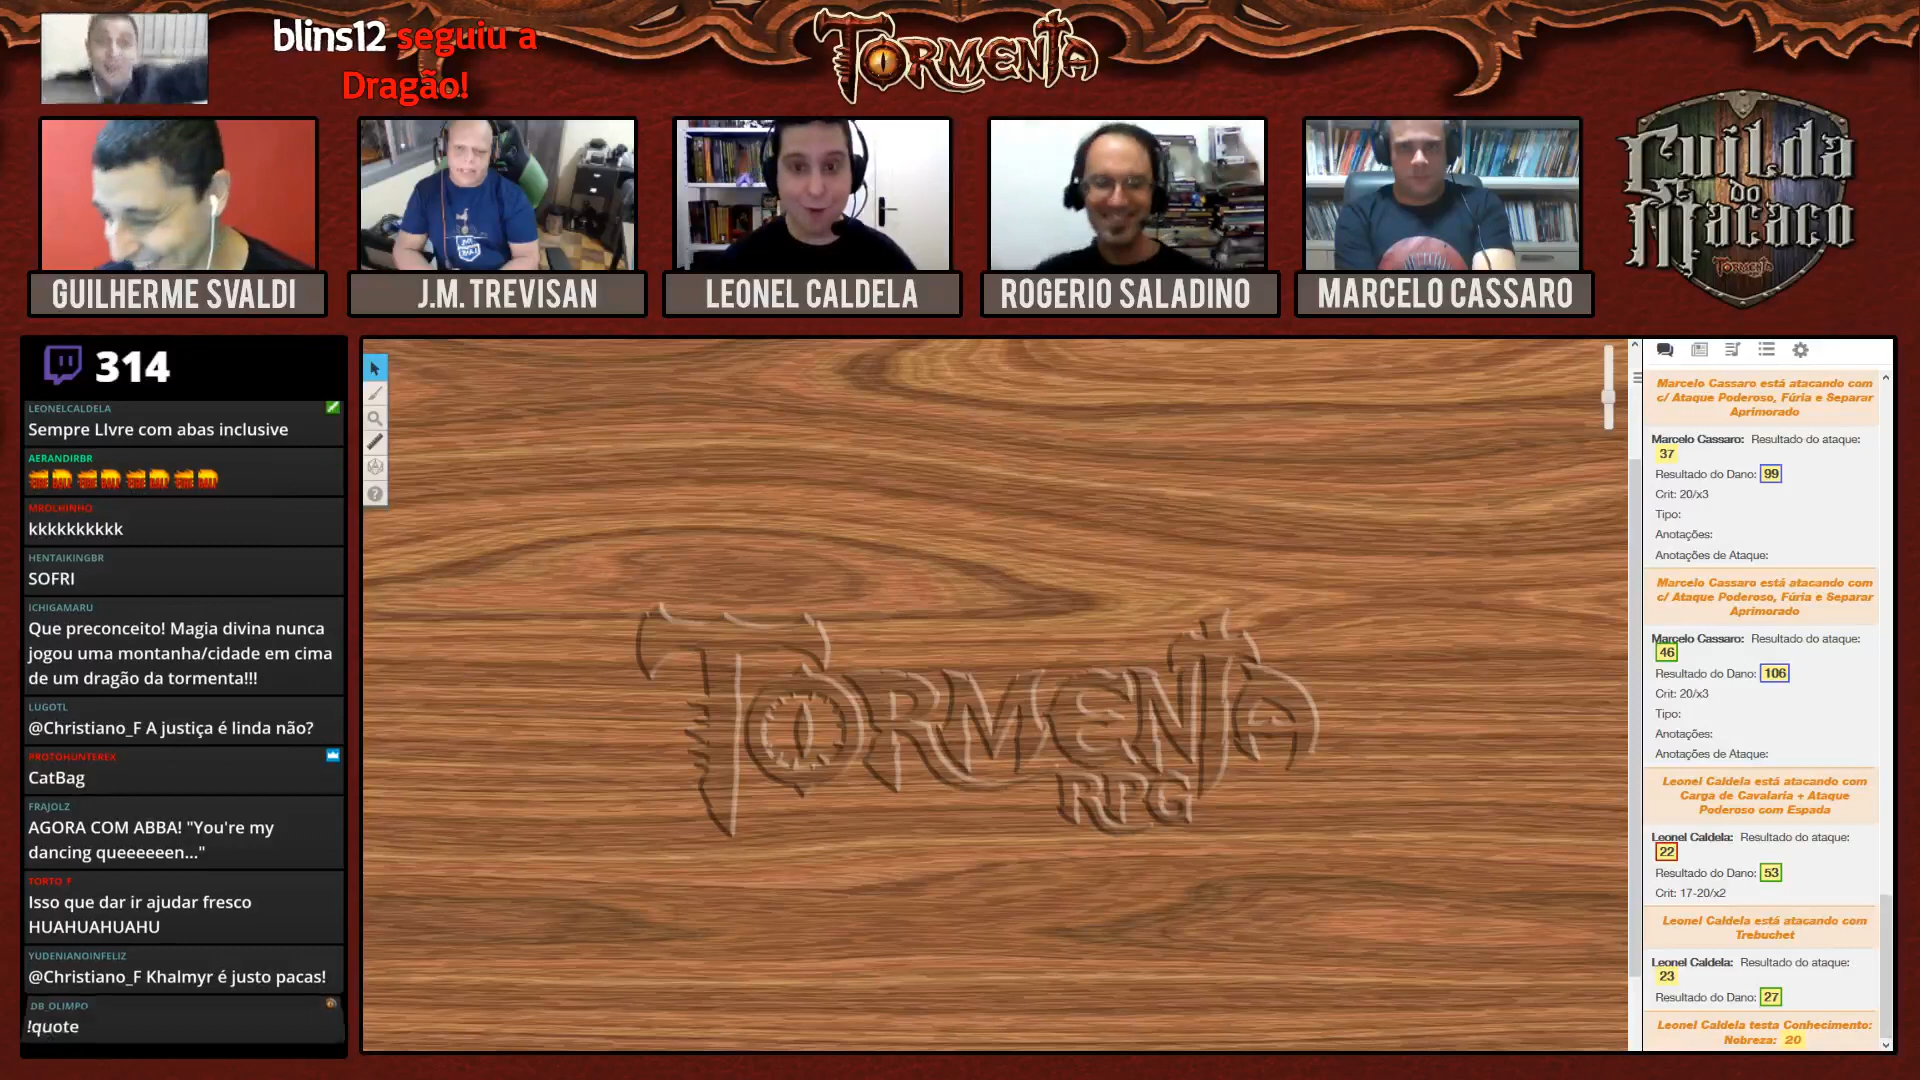 blins12 seguiu a
Dragão!
TORMENTA
Guilda
do
Macaco
TORMENTA
GUILHERME SVALDI
J.M. TREVISAN
LEONEL CALDELA
ROGERIO SALADINO
MARCELO CASSARO
314
LEONELCALDELA
Sempre LIvre com abas inclusive
AERANDIRBR
MROLHINHO
kkkkkkkkkk
HENTAIKINGBR
SOFRI
ICHIGAMARU
Que preconceito! Magia divina nunca
jogou uma montanha/cidade em cima
de um dragão da tormenta!!!
LUGOTL
@Christiano_F A justiça é linda não?
PROTOHUNTEREX
CatBag
FRAJOLZ
AGORA COM ABBA! "You're my
dancing queeeeeen..."
TORTO_F
Isso que dar ir ajudar fresco
HUAHUAHUAHU
YUDENIANOINFELIZ
@Christiano_F Khalmyr é justo pacas!
DB_OLIMPO
!quote
TORMENTA
RPG
Marcelo Cassaro está atacando com
c/ Ataque Poderoso, Fúria e Separar
Aprimorado
Marcelo Cassaro: Resultado do ataque:
37
Resultado do Dano: 99
Crit: 20/x3
Tipo:
Anotações:
Anotações de Ataque:
Marcelo Cassaro está atacando com
c/ Ataque Poderoso, Fúria e Separar
Aprimorado
Marcelo Cassaro: Resultado do ataque:
46
Resultado do Dano: 106
Crit: 20/x3
Tipo:
Anotações:
Anotações de Ataque:
Leonel Caldela está atacando com
Carga de Cavalaria + Ataque
Poderoso com Espada
Leonel Caldela: Resultado do ataque:
22
Resultado do Dano: 53
Crit: 17-20/x2
Leonel Caldela está atacando com
Trebuchet
Leonel Caldela: Resultado do ataque:
23
Resultado do Dano: 27
Leonel Caldela testa Conhecimento:
Nobreza: 20